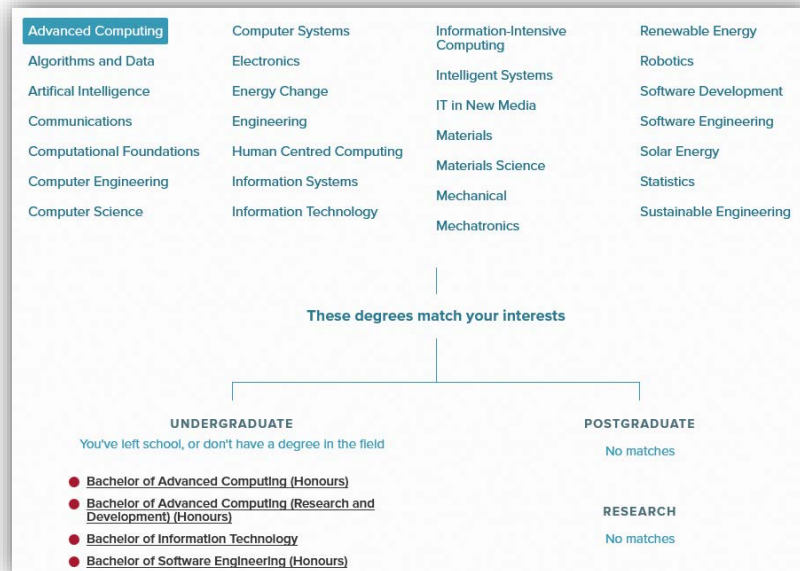 Advanced Computing
Algorithms and Data
Artifical Intelligence
Communications
Computational Foundations
Computer Engineering
Computer Science
Computer Systems
Electronics
Energy Change
Engineering
Human Centred Computing
Information Systems
Information Technology
Information-Intensive
Computing
Intelligent Systems
IT in New Media
Materials
Materials Science
Mechanical
Mechatronics
Renewable Energy
Robotics
Software Development
Software Engineering
Solar Energy
Statistics
Sustainable Engineering
These degrees match your interests
UNDERGRADUATE
You've left school, or don't have a degree in the field
Bachelor of Advanced Computing (Honours)
Bachelor of Advanced Computing (Research and
Development) (Honours)
Bachelor of Information Technology
Bachelor of Software Engineering (Honours)
POSTGRADUATE
No matches
RESEARCH
No matches